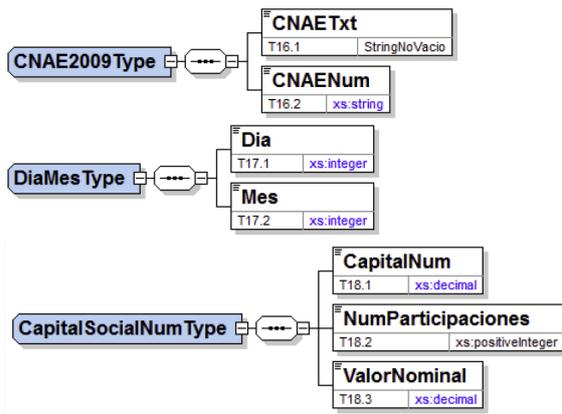 CNAE2009Type
CNAETxt
T16.1 StringNoVacio
CNAENum
T16.2 xs:string
DiaMesType
Dia
T17.1 xs:integer
Mes
T17.2 xs:integer
CapitalSocialNumType
CapitalNum
T18.1 xs:decimal
NumParticipaciones
T18.2 xs:positiveInteger
ValorNominal
T18.3 xs:decimal